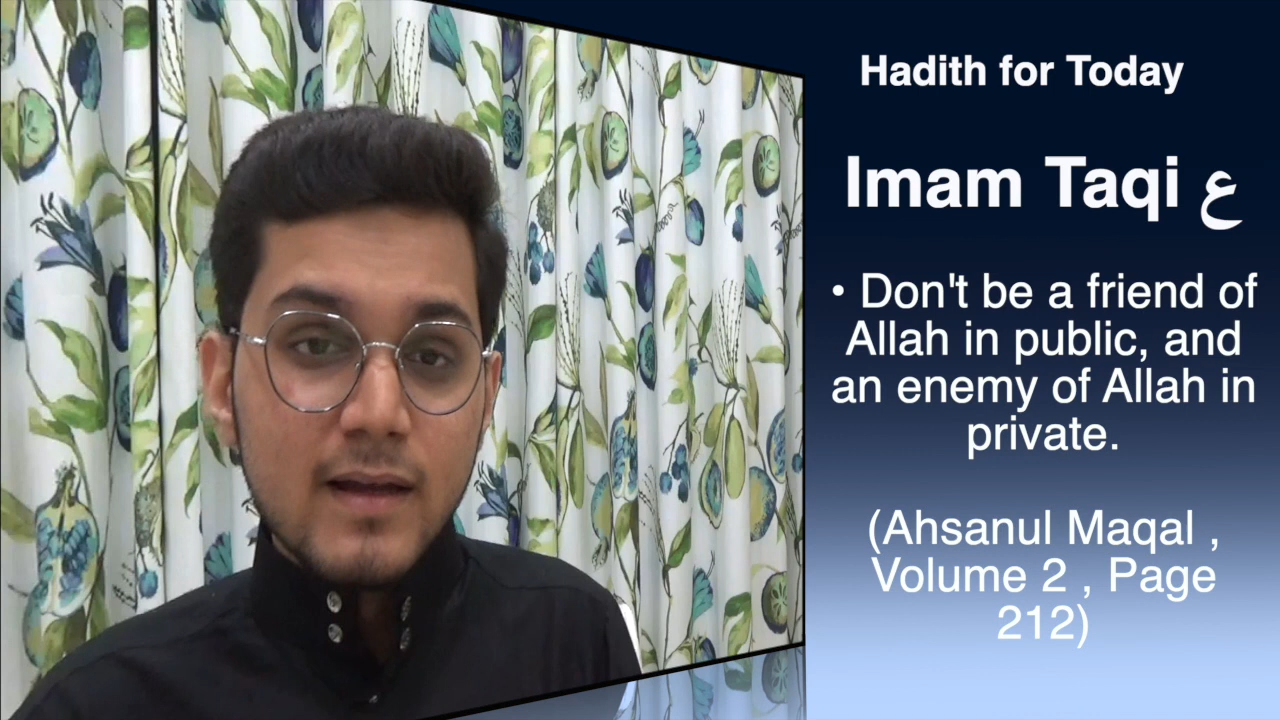 Hadith for Today
Imam Taqi ع
• Don't be a friend of
Allah in public, and
an enemy of Allah in
private.
(Ahsanul Maqal ,
Volume 2 , Page
212)